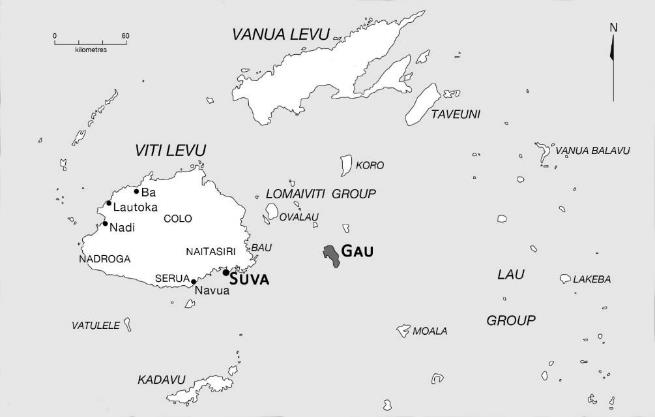 VANUA LEVU
N
0 60
kilometres
TAVEUNI
VITI LEVU
VANUA BALAVU
KORO
Ba
LOMAIVITI GROUP
Lautoka
COLO
OVALAU
Nadi
NAITASIRI
BAU
GAU
NADROGA
LAU
SERUA
SUVA
LAKEBA
Navua
VATULELE
GROUP
MOALA
KADAVU